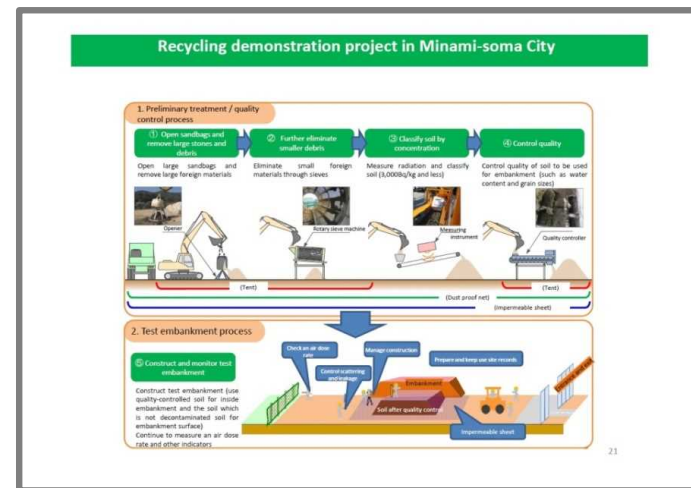 Recycling demonstration project in Minami-soma City
1. Preliminary treatment / quality
control process
① Open sandbags and
remove large stones and
debris
② Further eliminate
smaller debris
③ Classify soil by
concentration
④ Control quality
Open large sandbags and
remove large foreign materials
Eliminate small foreign
materials through sieves
Measure radiation and classify
soil (3,000Bq/kg and less)
Control quality of soil to be used
for embankment (such as water
content and grain sizes)
Opener
Rotary sieve machine
Measuring
instrument
Quality controller
(Tent)
(Tent)
(Dust proof net)
(Impermeable sheet)
2. Test embankment process
⑤ Construct and monitor test
embankment
Construct test embankment (use
quality-controlled soil for inside
embankment and the soil which
is not decontaminated soil for
embankment surface)
Continue to measure an air dose
rate and other indicators
Check an air dose
rate
Control scattering
and leakage
Manage construction
Prepare and keep use site records
Embankment
Soil after quality control
Impermeable sheet
21